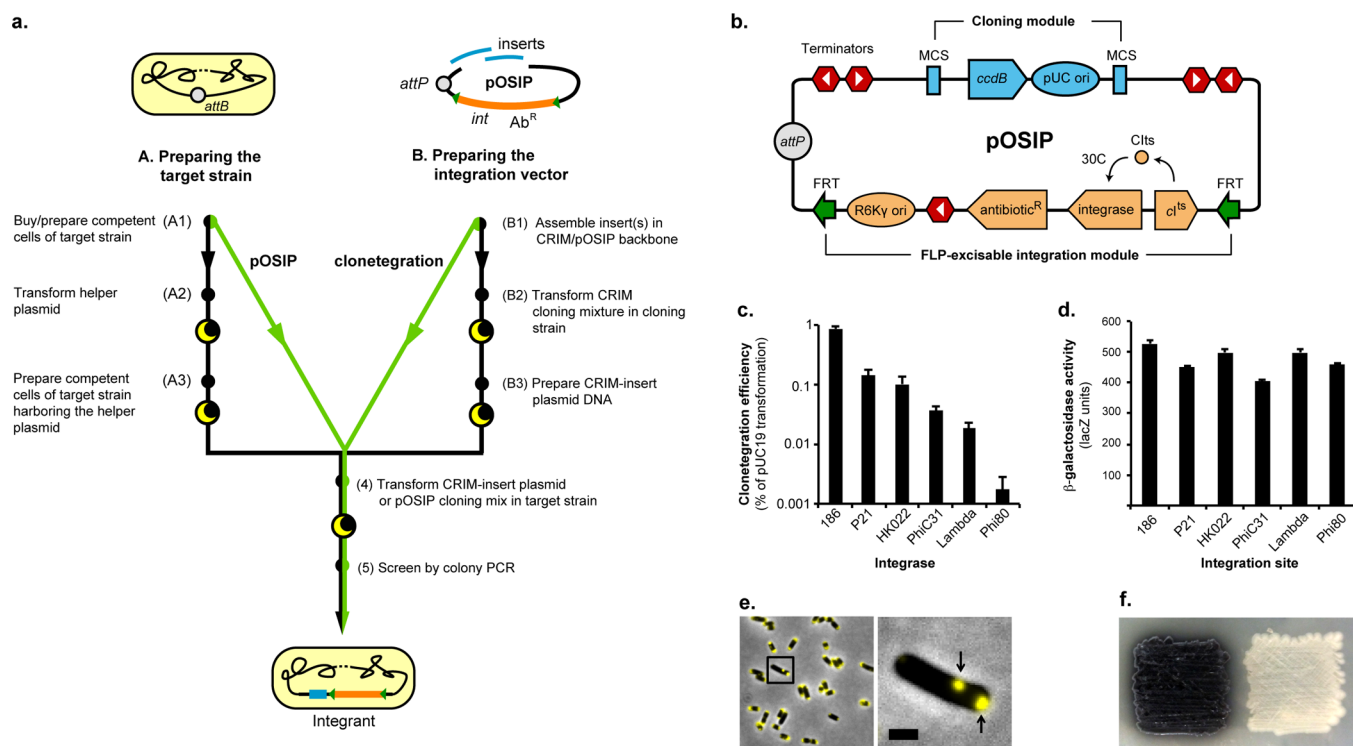 a.
inserts
attP
pOSIP
attB
int
Ab^R
A. Preparing the
target strain
B. Preparing the
integration vector
Buy/prepare competent
cells of target strain
(A1)
(B1)
Assemble insert(s) in
CRIM/pOSIP backbone
pOSIP
clonetegration
Transform helper
plasmid
(A2)
(B2)
Transform CRIM
cloning mixture in cloning
strain
Prepare competent
cells of target strain
harboring the helper
plasmid
(A3)
(B3)
Prepare CRIM-insert
plasmid DNA
(4) Transform CRIM-insert plasmid
or pOSIP cloning mix in target strain
(5) Screen by colony PCR
Integrant
b.
Cloning module
Terminators
MCS
MCS
ccdB
pUC ori
attP
pOSIP
CIts
30C
FRT
FRT
R6Kγ ori
antibiotic^R
integrase
cI^ts
FLP-excisable integration module
c.
Clonetegration efficiency
(% of pUC19 transformation)
1
0.1
0.01
0.001
186
P21
HK022
PhiC31
Lambda
Phi80
Integrase
d.
β-galactosidase activity
(lacZ units)
600
500
400
300
200
100
186
P21
HK022
PhiC31
Lambda
Phi80
Integration site
e.
f.